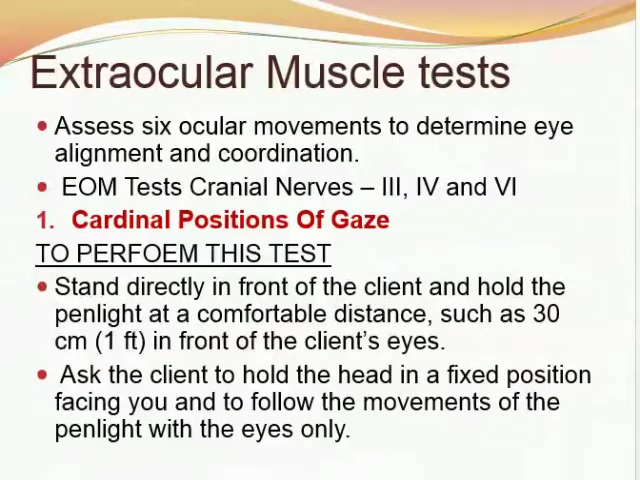 Extraocular Muscle tests
• Assess six ocular movements to determine eye
alignment and coordination.
• EOM Tests Cranial Nerves – III, IV and VI
1. Cardinal Positions Of Gaze
TO PERFOEM THIS TEST
• Stand directly in front of the client and hold the
penlight at a comfortable distance, such as 30
cm (1 ft) in front of the client’s eyes.
• Ask the client to hold the head in a fixed position
facing you and to follow the movements of the
penlight with the eyes only.